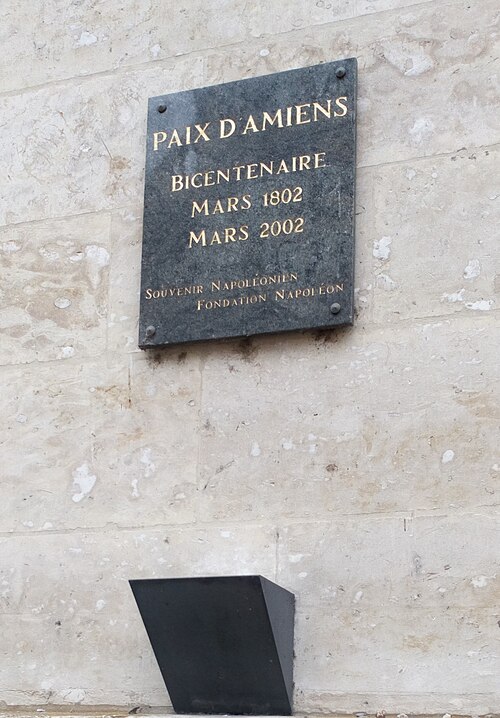 PAIX D'AMIENS
BICENTENAIRE
MARS 1802
MARS 2002
SOUVENIR NAPOLÉONIEN
FONDATION NAPOLÉON